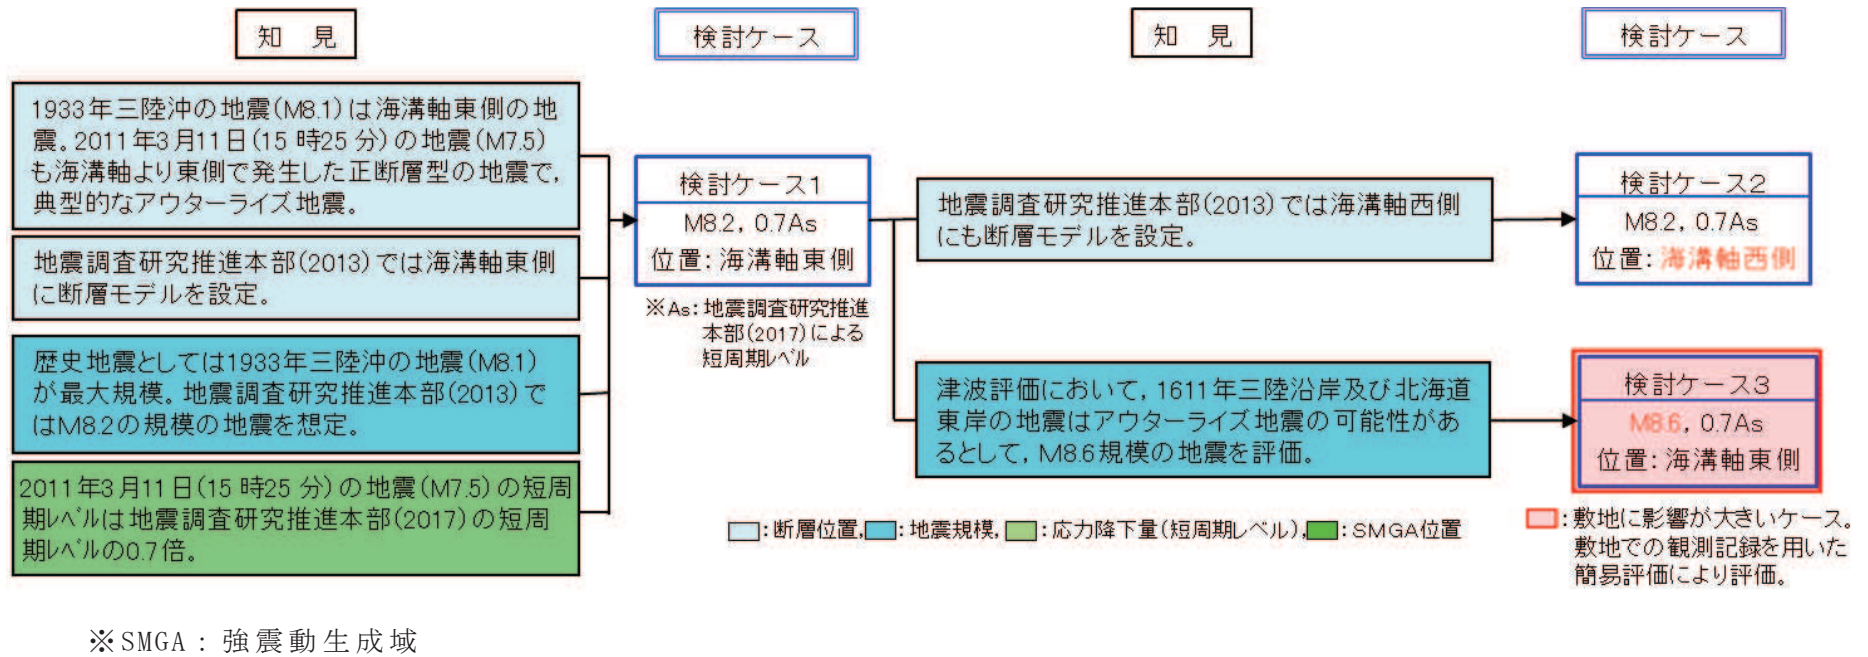 知 見
検討ケース
知 見
検討ケース
1933年三陸沖の地震(M8.1)は海溝軸東側の地
震。2011年3月11日(15時25分)の地震(M7.5)
も海溝軸より東側で発生した正断層型の地震で,
典型的なアウターライズ地震。
地震調査研究推進本部(2013)では海溝軸東側
に断層モデルを設定。
歴史地震としては1933年三陸沖の地震(M8.1)
が最大規模。地震調査研究推進本部(2013)で
はM8.2の規模の地震を想定。
2011年3月11日(15時25分)の地震(M7.5)の短周
期レベルは地震調査研究推進本部(2017)の短周
期レベルの0.7倍。
検討ケース1
M8.2, 0.7As
位置:海溝軸東側
※As:地震調査研究推進
本部(2017)による
短周期レベル
地震調査研究推進本部(2013)では海溝軸西側
にも断層モデルを設定。
津波評価において,1611年三陸沿岸及び北海道
東岸の地震はアウターライズ地震の可能性があ
るとして,M8.6規模の地震を評価。
検討ケース2
M8.2, 0.7As
位置:海溝軸西側
検討ケース3
M8.6, 0.7As
位置:海溝軸東側
:断層位置, :地震規模, :応力降下量(短周期レベル), :SMGA位置
:敷地に影響が大きいケース。
敷地での観測記録を用いた
簡易評価により評価。
※SMGA:強震動生成域